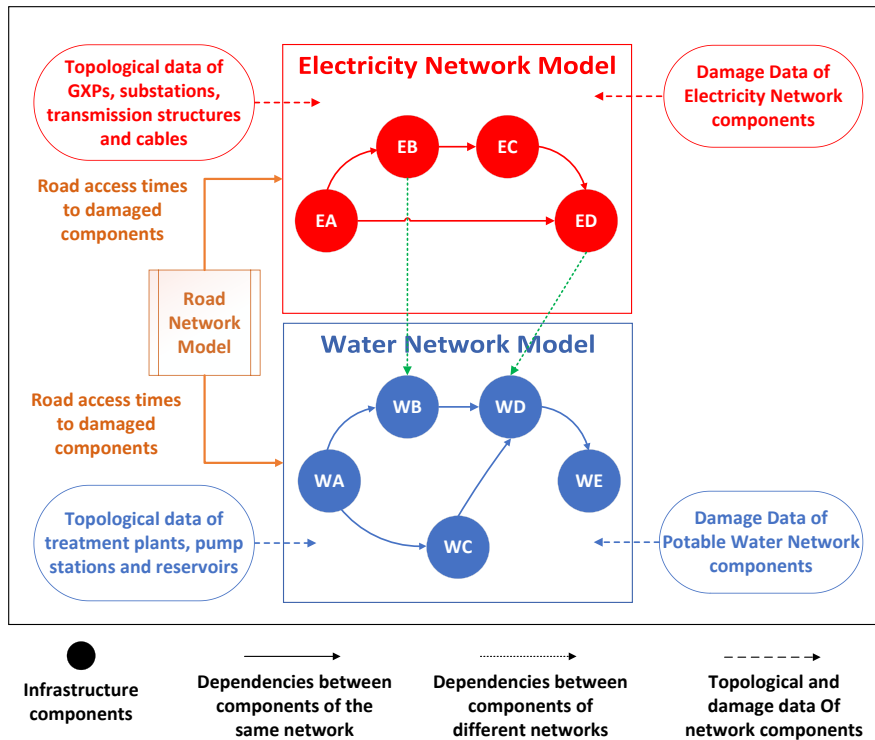 Topological data of
GXPs, substations,
transmission structures
and cables
Electricity Network Model
Damage Data of
Electricity Network
components
EB
EC
EA
ED
Road access times
to damaged
components
Road
Network
Model
Road access times
to damaged
components
Water Network Model
WB
WD
WA
WE
WC
Topological data of
treatment plants, pump
stations and reservoirs
Damage Data of
Potable Water Network
components
Infrastructure
components
Dependencies between
components of the
same network
Dependencies between
components of
different networks
Topological and
damage data Of
network components